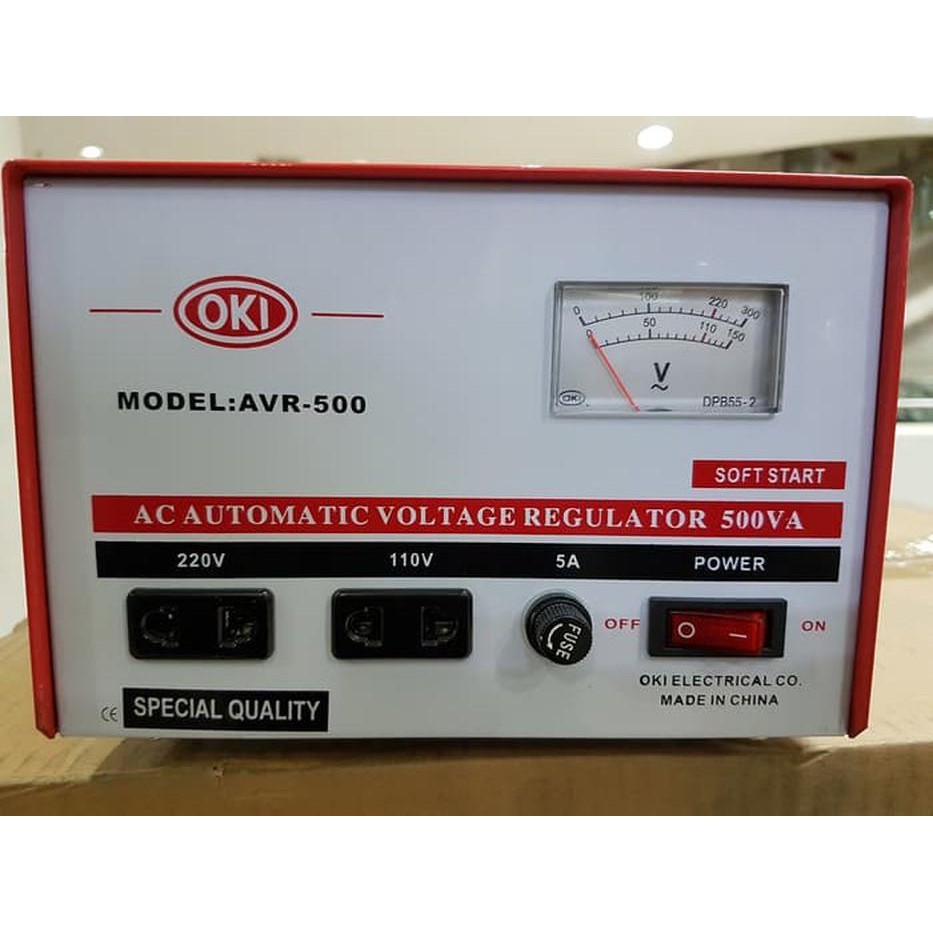 OKI
MODEL:AVR-500
0 100 220 300
0 50 110 150
V
~
OKI DPB55-2
SOFT START
AC AUTOMATIC VOLTAGE REGULATOR 500VA
220V 110V 5A POWER
FUSE
OFF ON
O —
OKI ELECTRICAL CO.
MADE IN CHINA
CE SPECIAL QUALITY